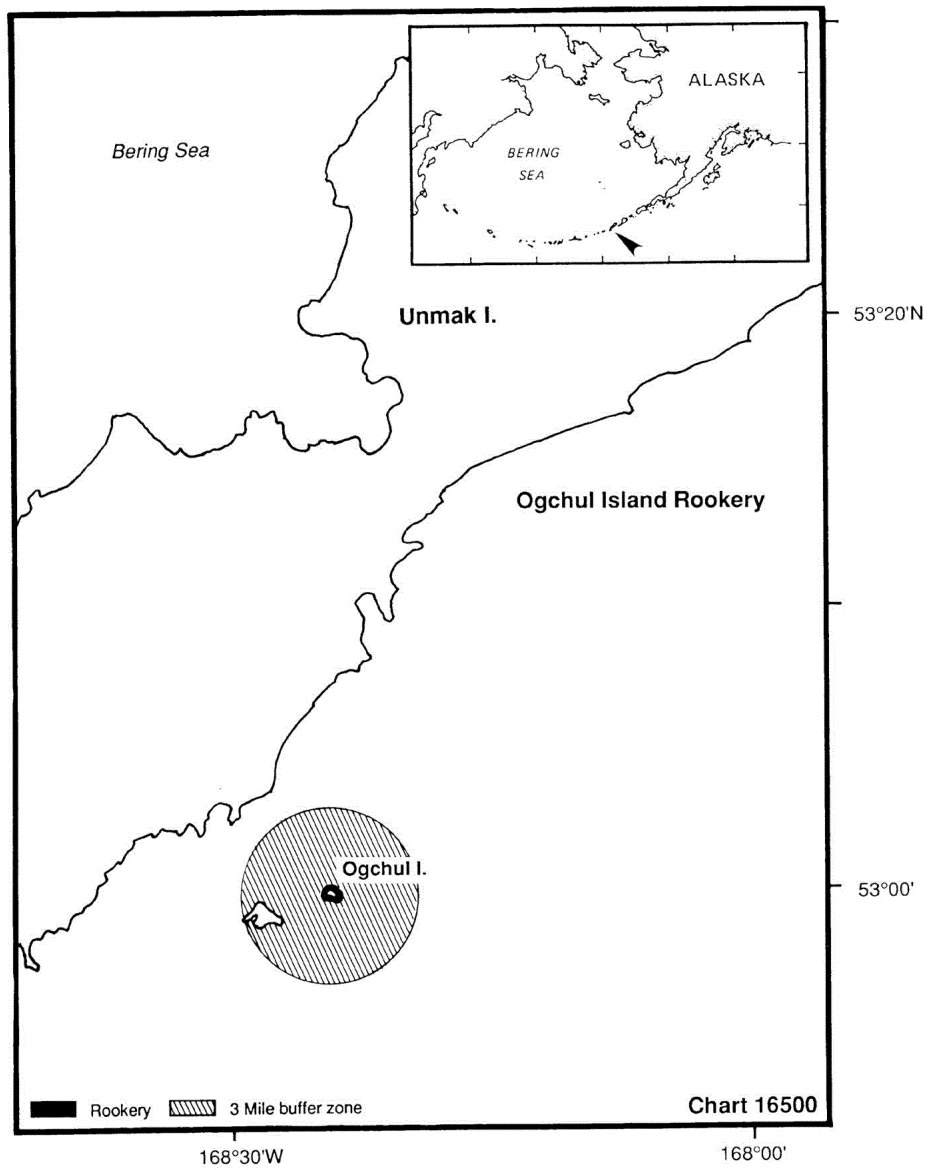 Bering Sea
ALASKA
BERING
SEA
Unmak I.
53°20'N
Ogchul Island Rookery
Ogchul I.
53°00'
Rookery
3 Mile buffer zone
Chart 16500
168°30'W
168°00'